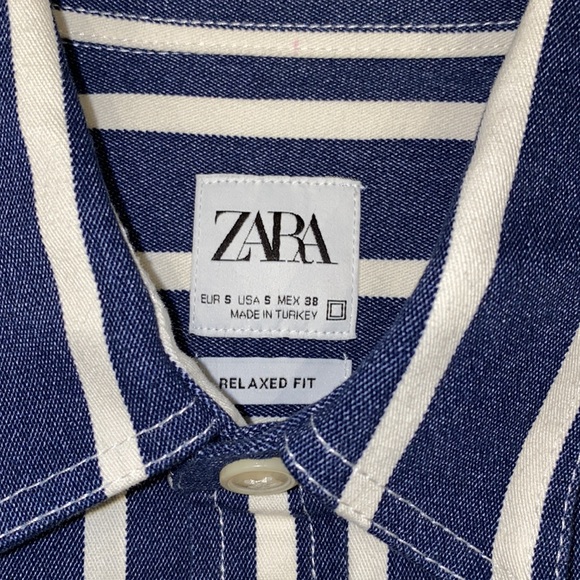 ZARA
EUR S USA S MEX 38
MADE IN TURKEY
RELAXED FIT